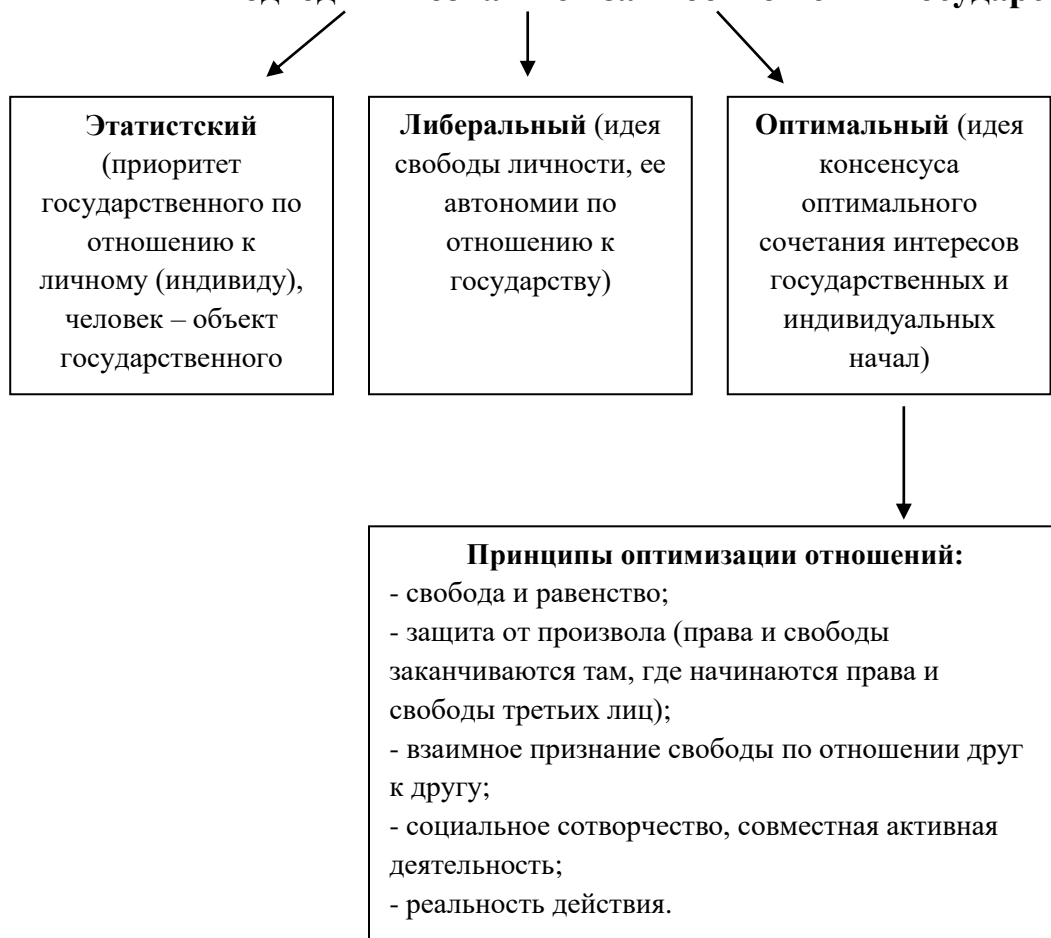 Этатистский
(приоритет
государственного по
отношению к
личному (индивиду),
человек – объект
государственного
Либеральный (идея
свободы личности, ее
автономии по
отношению к
государству)
Оптимальный (идея
консенсуса
оптимального
сочетания интересов
государственных и
индивидуальных
начал)
Принципы оптимизации отношений:
- свобода и равенство;
- защита от произвола (права и свободы
заканчиваются там, где начинаются права и
свободы третьих лиц);
- взаимное признание свободы по отношении друг
к другу;
- социальное сотворчество, совместная активная
деятельность;
- реальность действия.